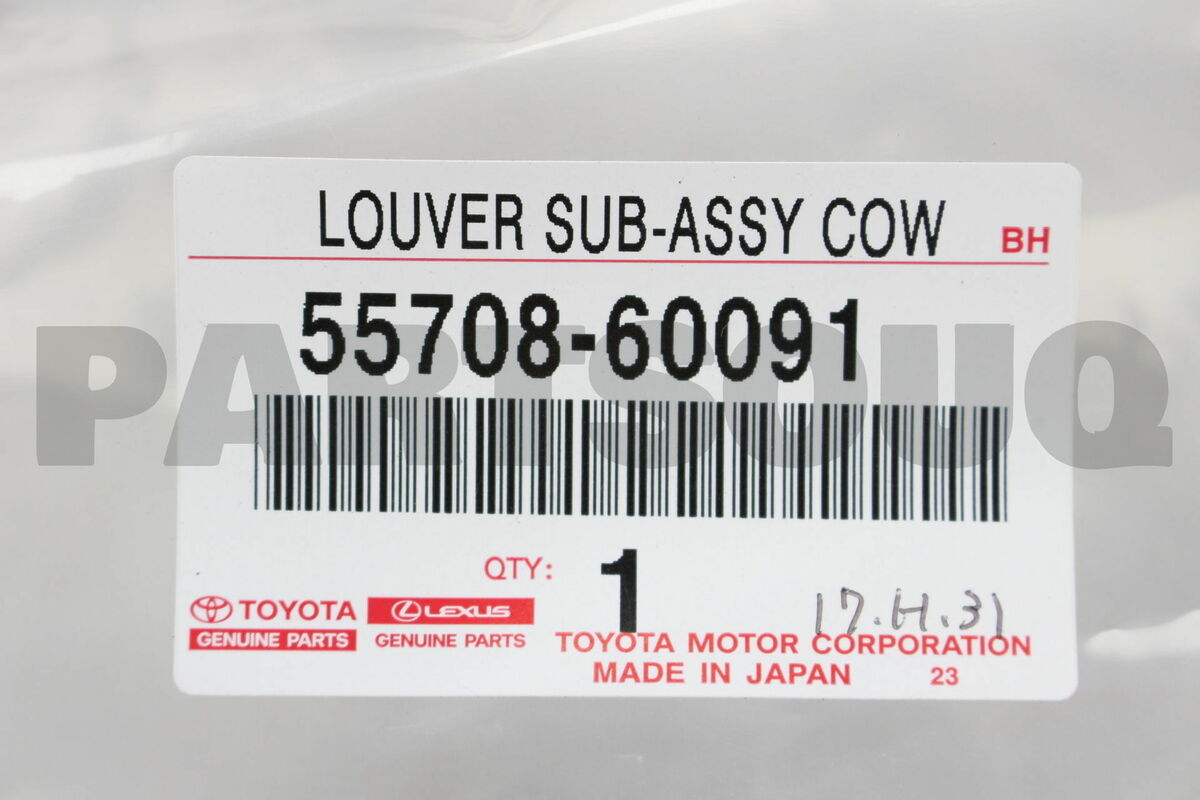 LOUVER SUB-ASSY COW BH
55708-60091
PARTSOUQ
QTY: 1
17.H.31
TOYOTA LEXUS
GENUINE PARTS GENUINE PARTS
TOYOTA MOTOR CORPORATION
MADE IN JAPAN 23